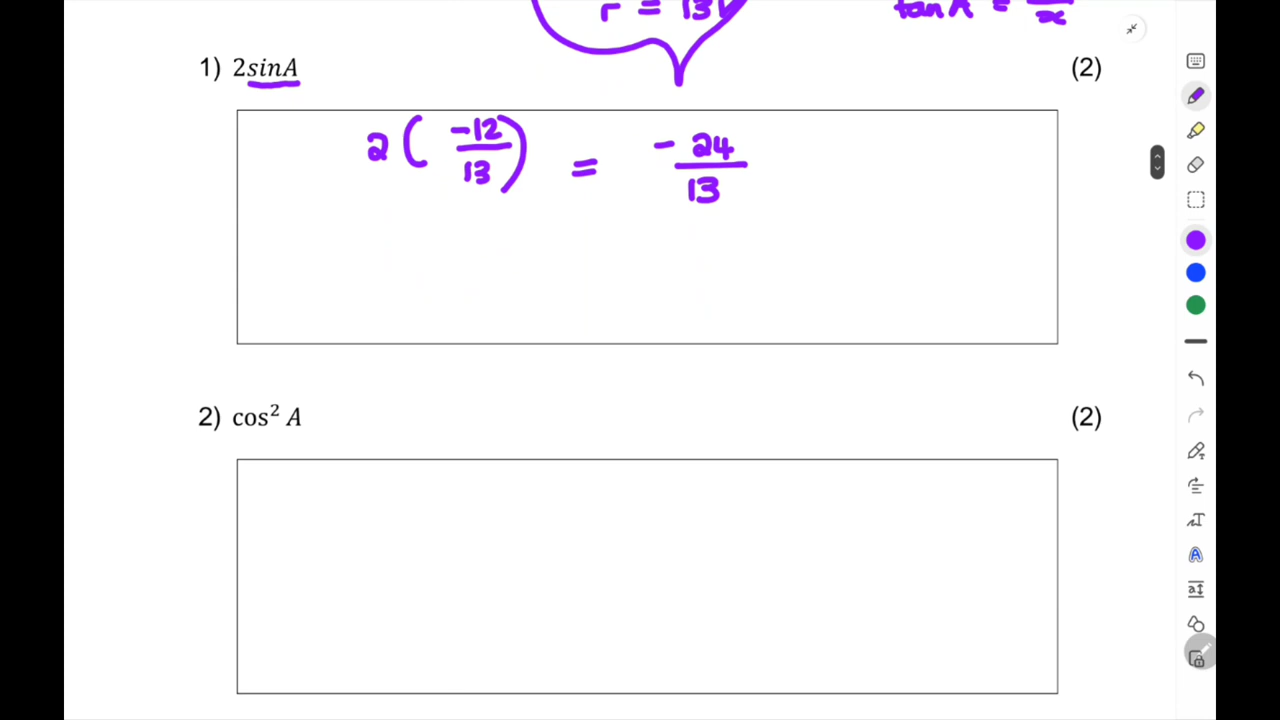 r = 13
tan A = 
x
1) 2sinA (2)
2 ( -12/13 ) = - 24/13
2) cos² A (2)